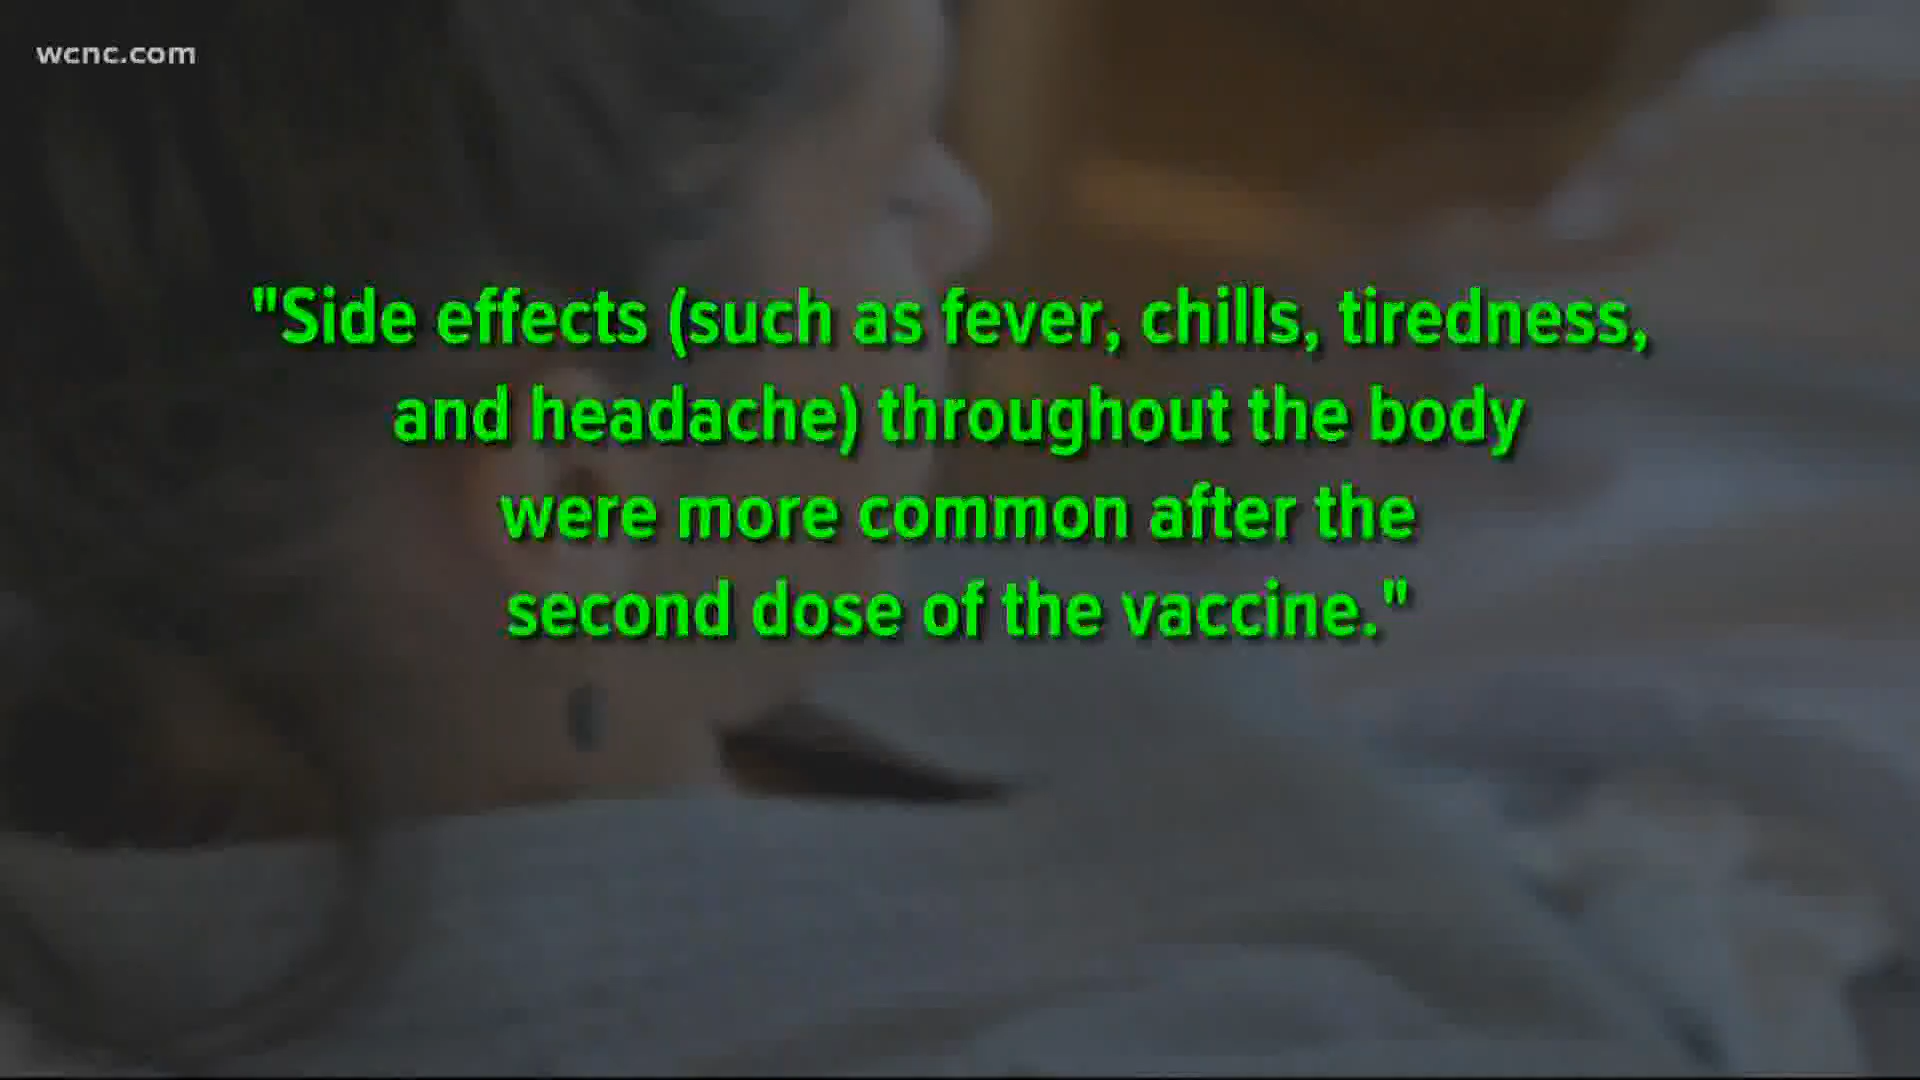 wcnc.com
"Side effects (such as fever, chills, tiredness,
and headache) throughout the body
were more common after the
second dose of the vaccine."